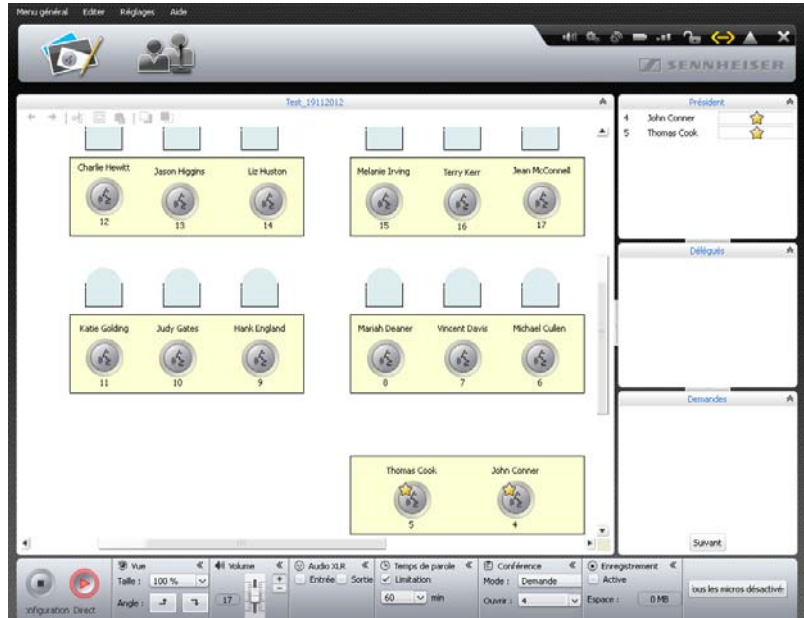 Menu général Editer Réglages Aide
SENNHEISER
Test_19112012
Charlie Hewitt Jason Higgins Liz Huston Melanie Irving Terry Kerr Jean McConnell
12 13 14 15 16 17
Katie Golding Judy Gates Hank England Mariah Deaner Vincent Davis Michael Cullen
11 10 9 8 7 6
Thomas Cook John Conner
5 4
Président
4 John Conner
5 Thomas Cook
Délégués
Demandes
Suivant
Vue Volume Audio XLR Temps de parole Conférence Enregistrement
Taille : 100 % Entrée Sortie Limitation Mode : Demande Active
Angle : 17 60 min Ouvrir : 4 Espace : 0 MB
onfiguration Direct
ous les micros désactivé